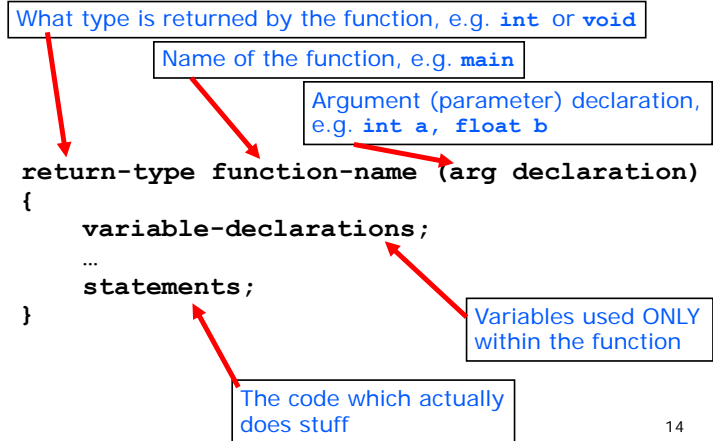 What type is returned by the function, e.g. int or void
Name of the function, e.g. main
Argument (parameter) declaration,
e.g. int a, float b
return-type function-name (arg declaration)
{
variable-declarations;
…
statements;
}
Variables used ONLY
within the function
The code which actually
does stuff
14